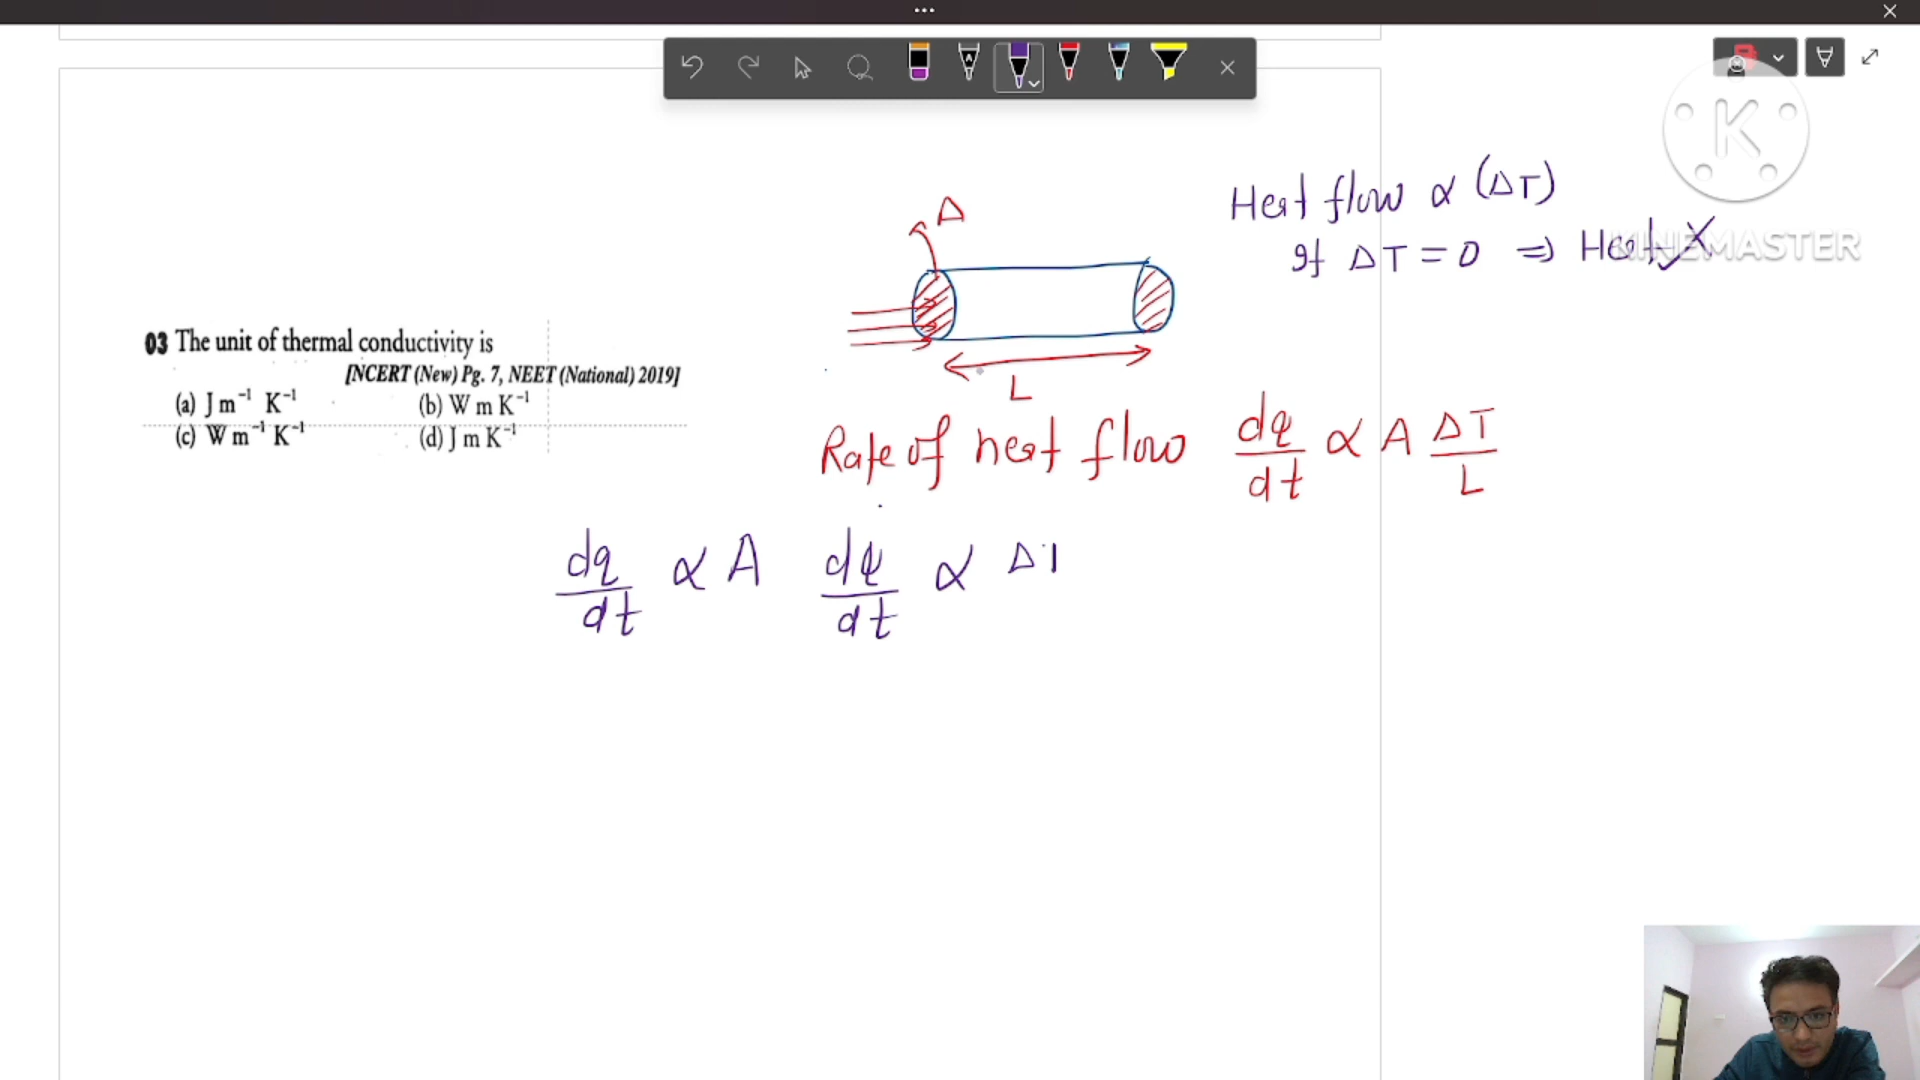 KINEMASTER
Heat flow α (ΔT)
If ΔT = 0 ⇒ Heat X
Δ
L
03 The unit of thermal conductivity is
[NCERT (New) Pg. 7, NEET (National) 2019]
(a) J m⁻¹ K⁻¹ (b) W m K⁻¹
(c) W m⁻¹ K⁻¹ (d) J m K⁻¹
Rate of heat flow dq/dt α A ΔT/L
dq/dt α A dq/dt α ΔT